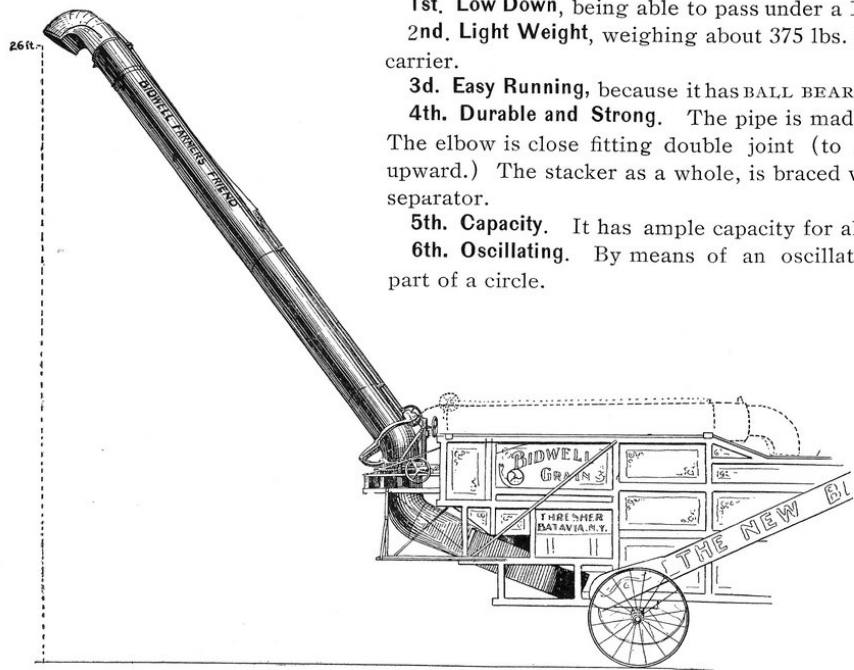 1st. Low Down, being able to pass under a
2nd. Light Weight, weighing about 375 lbs.
carrier.
3d. Easy Running, because it has BALL BEAR
4th. Durable and Strong. The pipe is mad
The elbow is close fitting double joint (to
upward.) The stacker as a whole, is braced
separator.
5th. Capacity. It has ample capacity for a
6th. Oscillating. By means of an oscillat
part of a circle.
26 ft.
BIDWELL FARMERS FRIEND
BIDWELL
GRAIN
THRESHER
BATAVIA, N.Y.
THE NEW B